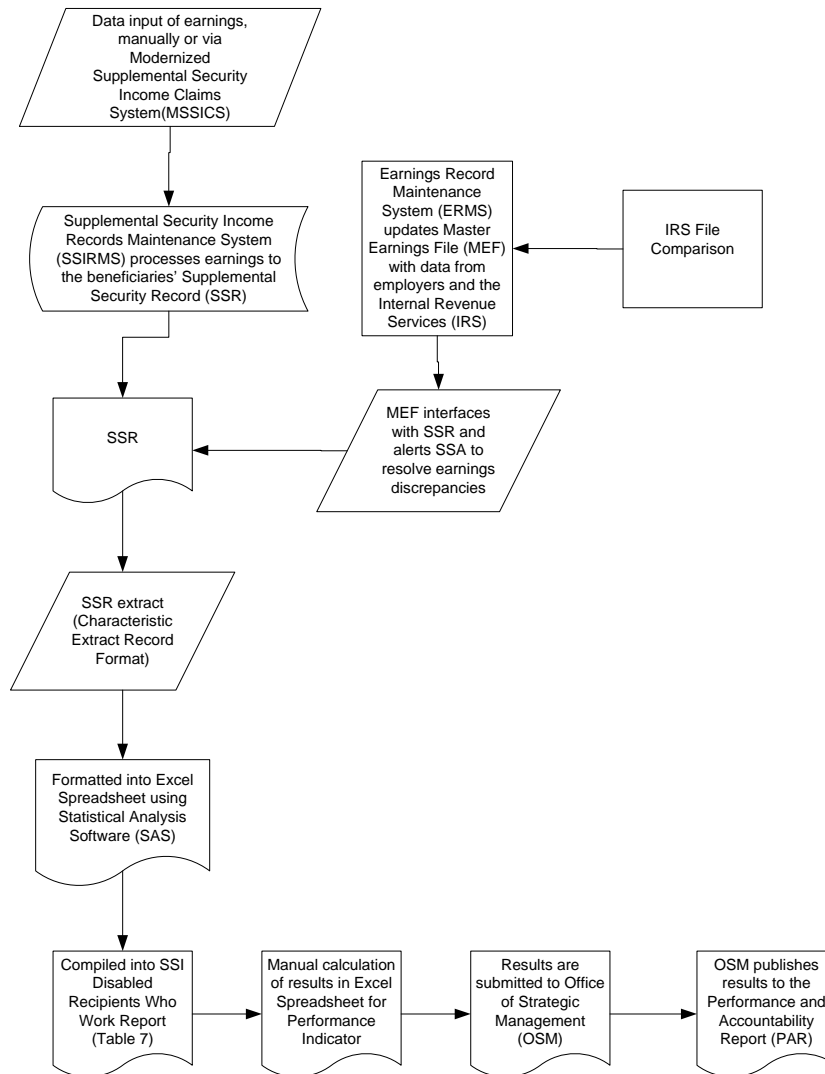 Data input of earnings,
manually or via
Modernized
Supplemental Security
Income Claims
System(MSSICS)
Supplemental Security Income
Records Maintenance System
(SSIRMS) processes earnings to
the beneficiaries' Supplemental
Security Record (SSR)
Earnings Record
Maintenance
System (ERMS)
updates Master
Earnings File (MEF)
with data from
employers and the
Internal Revenue
Services (IRS)
IRS File
Comparison
SSR
MEF interfaces
with SSR and
alerts SSA to
resolve earnings
discrepancies
SSR extract
(Characteristic
Extract Record
Format)
Formatted into Excel
Spreadsheet using
Statistical Analysis
Software (SAS)
Compiled into SSI
Disabled
Recipients Who
Work Report
(Table 7)
Manual calculation
of results in Excel
Spreadsheet for
Performance
Indicator
Results are
submitted to Office
of Strategic
Management
(OSM)
OSM publishes
results to the
Performance and
Accountability
Report (PAR)